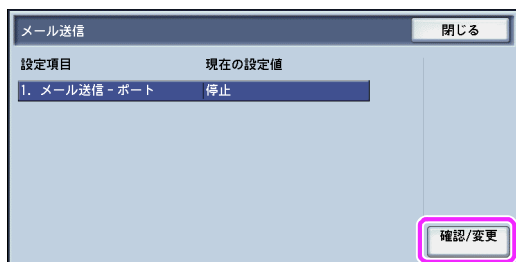 メール送信
閉じる
設定項目 現在の設定値
1. メール送信 - ポート 停止
確認/変更